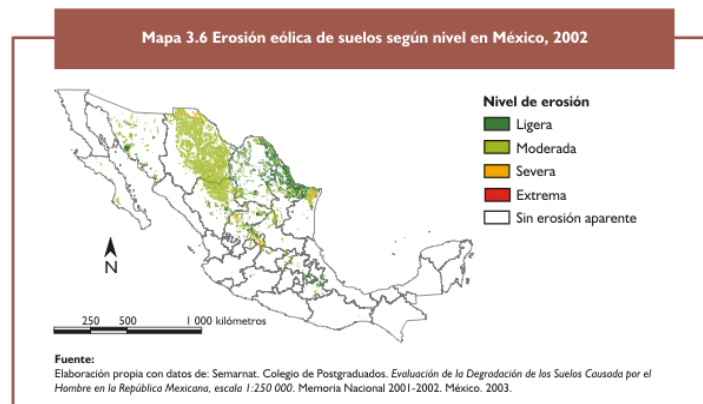 Mapa 3.6 Erosión eólica de suelos según nivel en México, 2002
Nivel de erosión
Ligera
Moderada
Severa
Extrema
Sin erosión aparente
N
250 500 1 000 kilómetros
Fuente:
Elaboración propia con datos de: Semarnat. Colegio de Postgraduados. Evaluación de la Degradación de los Suelos Causada por el
Hombre en la República Mexicana, escala 1:250 000. Memoria Nacional 2001-2002. México. 2003.